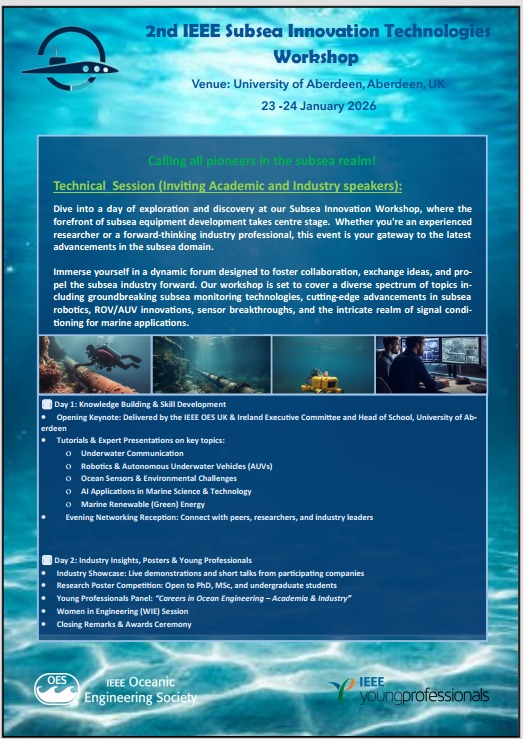 2nd IEEE Subsea Innovation Technologies
Workshop
Venue: University of Aberdeen, Aberdeen, UK
23 -24 January 2026
Calling all pioneers in the subsea realm!
Technical Session (Inviting Academic and Industry speakers):
Dive into a day of exploration and discovery at our Subsea Innovation Workshop, where the
forefront of subsea equipment development takes centre stage. Whether you're an experienced
researcher or a forward-thinking industry professional, this event is your gateway to the latest
advancements in the subsea domain.
Immerse yourself in a dynamic forum designed to foster collaboration, exchange ideas, and pro-
pel the subsea industry forward. Our workshop is set to cover a diverse spectrum of topics in-
cluding groundbreaking subsea monitoring technologies, cutting-edge advancements in subsea
robotics, ROV/AUV innovations, sensor breakthroughs, and the intricate realm of signal condi-
tioning for marine applications.
Day 1: Knowledge Building & Skill Development
• Opening Keynote: Delivered by the IEEE OES UK & Ireland Executive Committee and Head of School, University of Ab-
erdeen
• Tutorials & Expert Presentations on key topics:
o Underwater Communication
o Robotics & Autonomous Underwater Vehicles (AUVs)
o Ocean Sensors & Environmental Challenges
o AI Applications in Marine Science & Technology
o Marine Renewable (Green) Energy
• Evening Networking Reception: Connect with peers, researchers, and industry leaders
Day 2: Industry Insights, Posters & Young Professionals
• Industry Showcase: Live demonstrations and short talks from participating companies
• Research Poster Competition: Open to PhD, MSc, and undergraduate students
• Young Professionals Panel: “Careers in Ocean Engineering – Academia & Industry”
• Women in Engineering (WIE) Session
• Closing Remarks & Awards Ceremony
OES
IEEE Oceanic
Engineering Society
IEEE
youngprofessionals